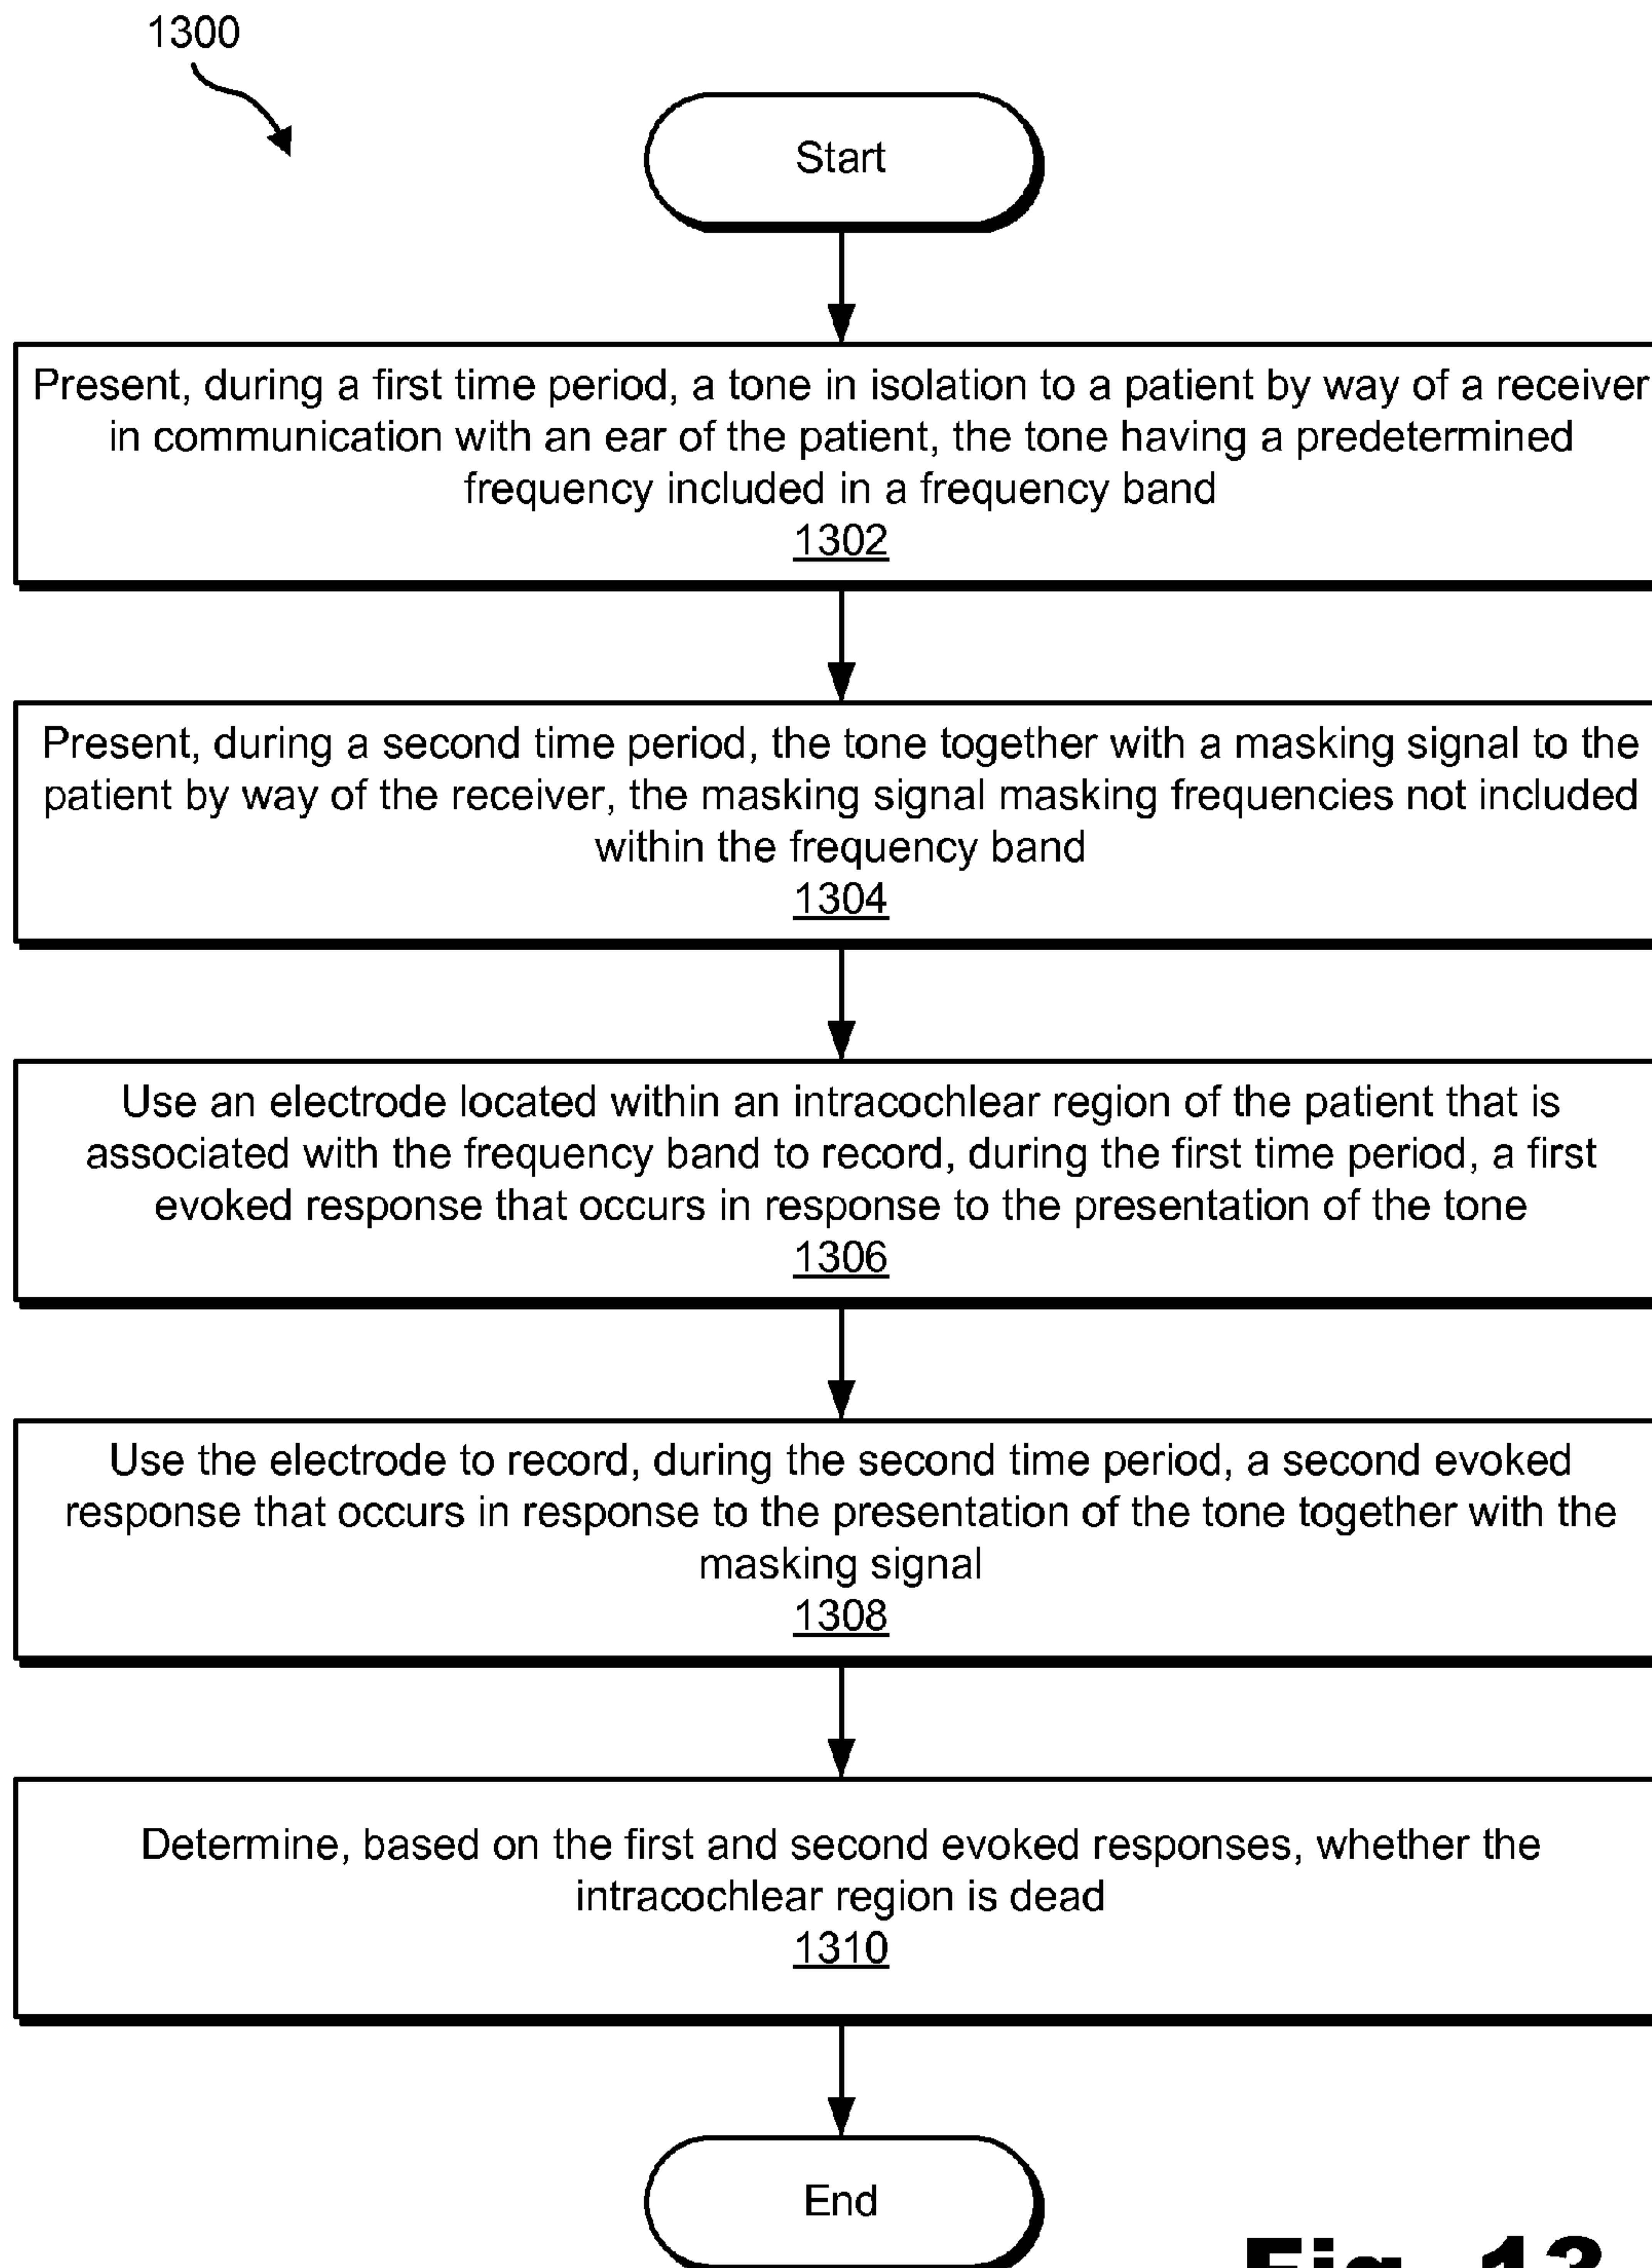 1300
Start
Present, during a first time period, a tone in isolation to a patient by way of a receiver
in communication with an ear of the patient, the tone having a predetermined
frequency included in a frequency band
1302
Present, during a second time period, the tone together with a masking signal to the
patient by way of the receiver, the masking signal masking frequencies not included
within the frequency band
1304
Use an electrode located within an intracochlear region of the patient that is
associated with the frequency band to record, during the first time period, a first
evoked response that occurs in response to the presentation of the tone
1306
Use the electrode to record, during the second time period, a second evoked
response that occurs in response to the presentation of the tone together with the
masking signal
1308
Determine, based on the first and second evoked responses, whether the
intracochlear region is dead
1310
End
Fig. 13